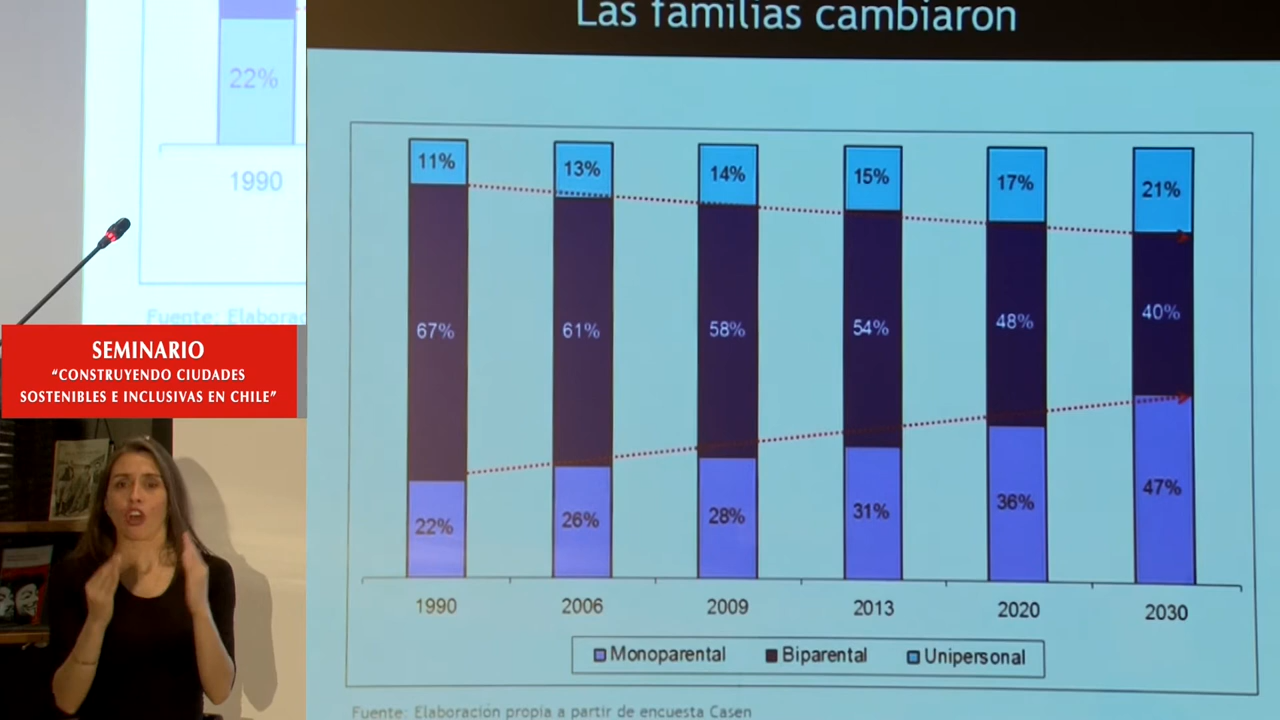 Las familias cambiaron
22%
1990
Fuente: Elaborac
SEMINARIO
“CONSTRUYENDO CIUDADES
SOSTENIBLES E INCLUSIVAS EN CHILE”
11% 13% 14% 15% 17% 21%
67% 61% 58% 54% 48% 40%
22% 26% 28% 31% 36% 47%
1990 2006 2009 2013 2020 2030
Monoparental Biparental Unipersonal
Fuente: Elaboración propia a partir de encuesta Casen